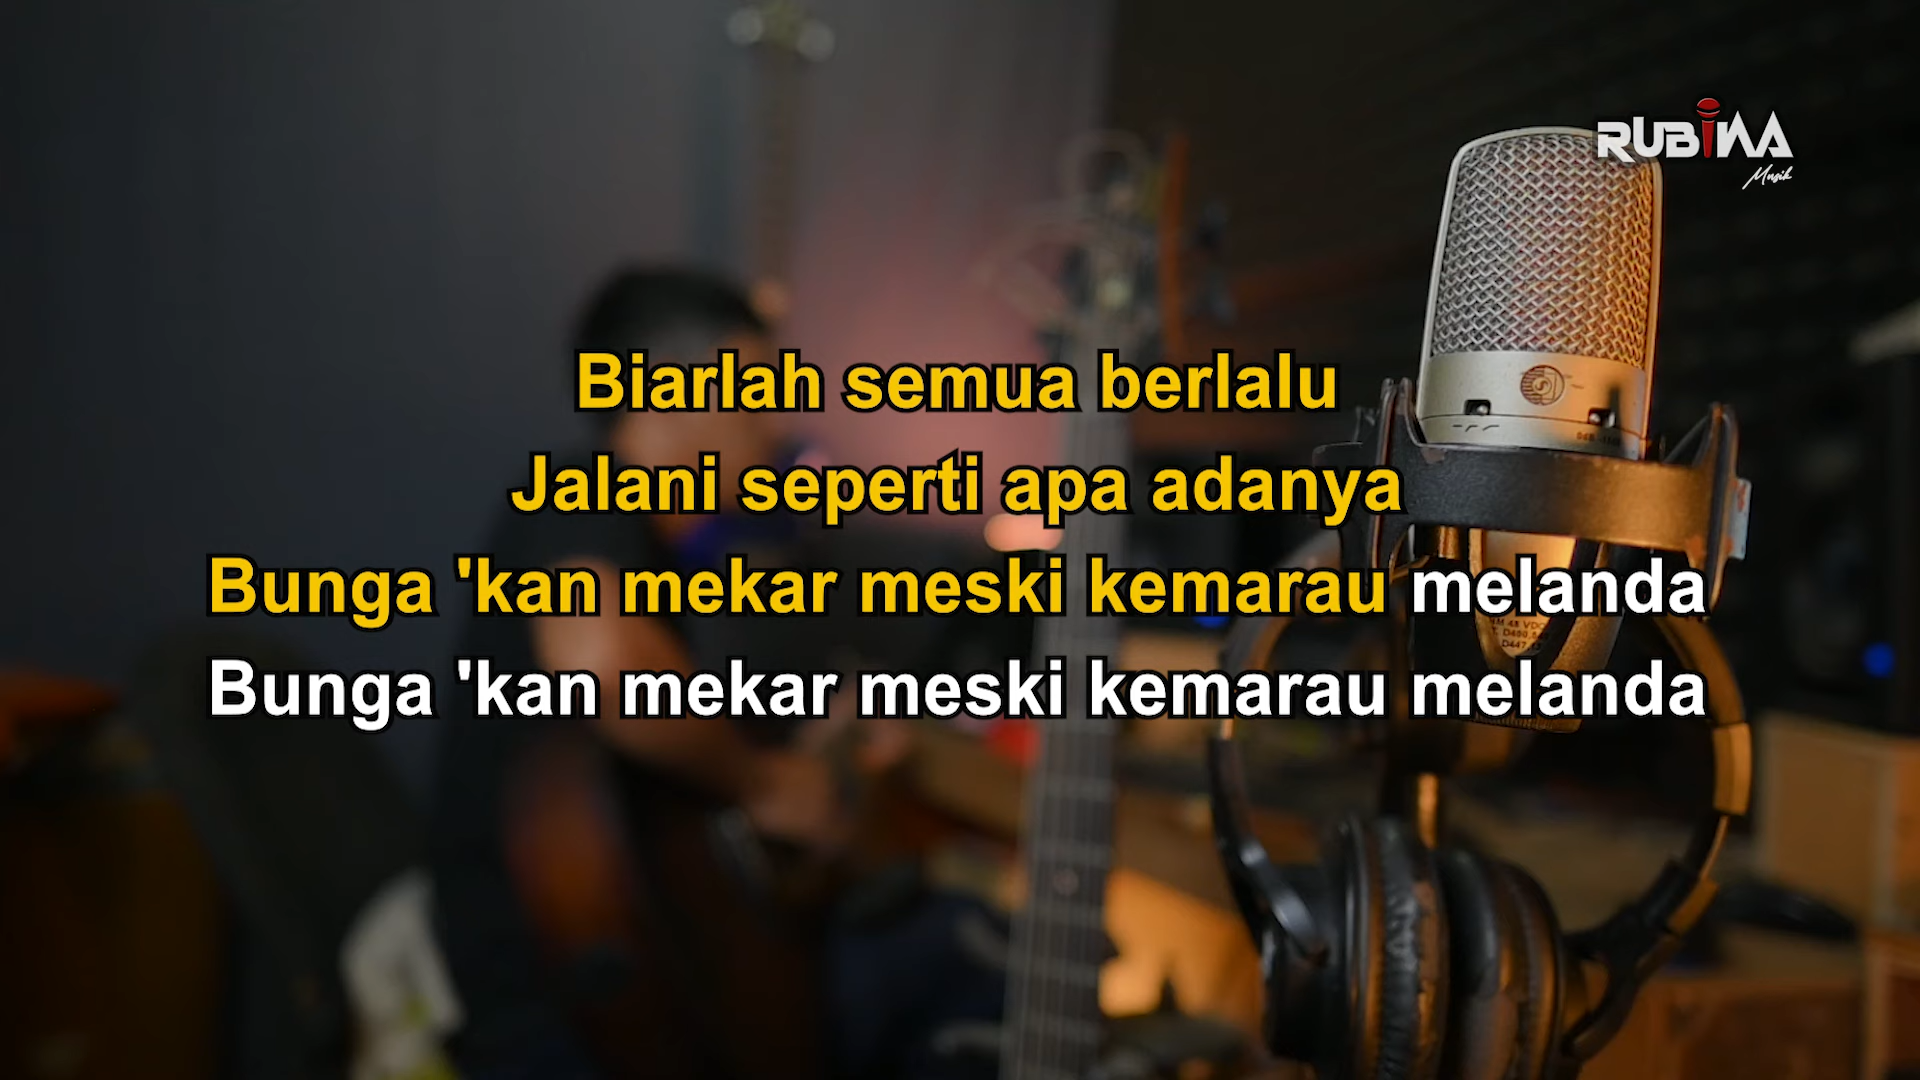 RUBINA
Musik
Biarlah semua berlalu
Jalani seperti apa adanya
Bunga 'kan mekar meski kemarau melanda
Bunga 'kan mekar meski kemarau melanda